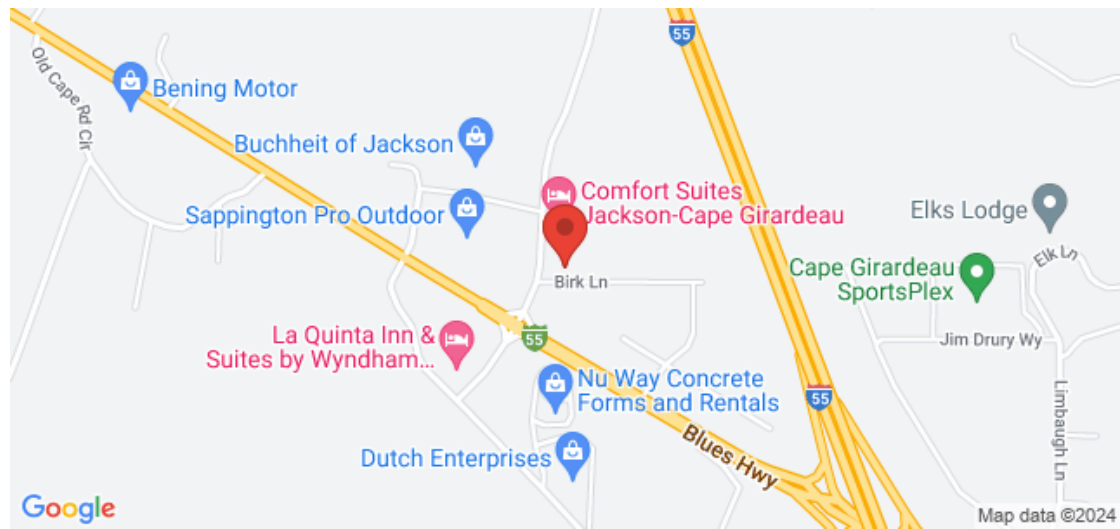 55
Old Cape Rd Cir
Bening Motor
Buchheit of Jackson
Comfort Suites
Jackson-Cape Girardeau
Sappington Pro Outdoor
Elks Lodge
Elk Ln
Cape Girardeau
SportsPlex
Birk Ln
Jim Drury Wy
La Quinta Inn &
Suites by Wyndham...
55
Nu Way Concrete
Forms and Rentals
55
Limbaugh Ln
Blues Hwy
Dutch Enterprises
Google
Map data ©2024